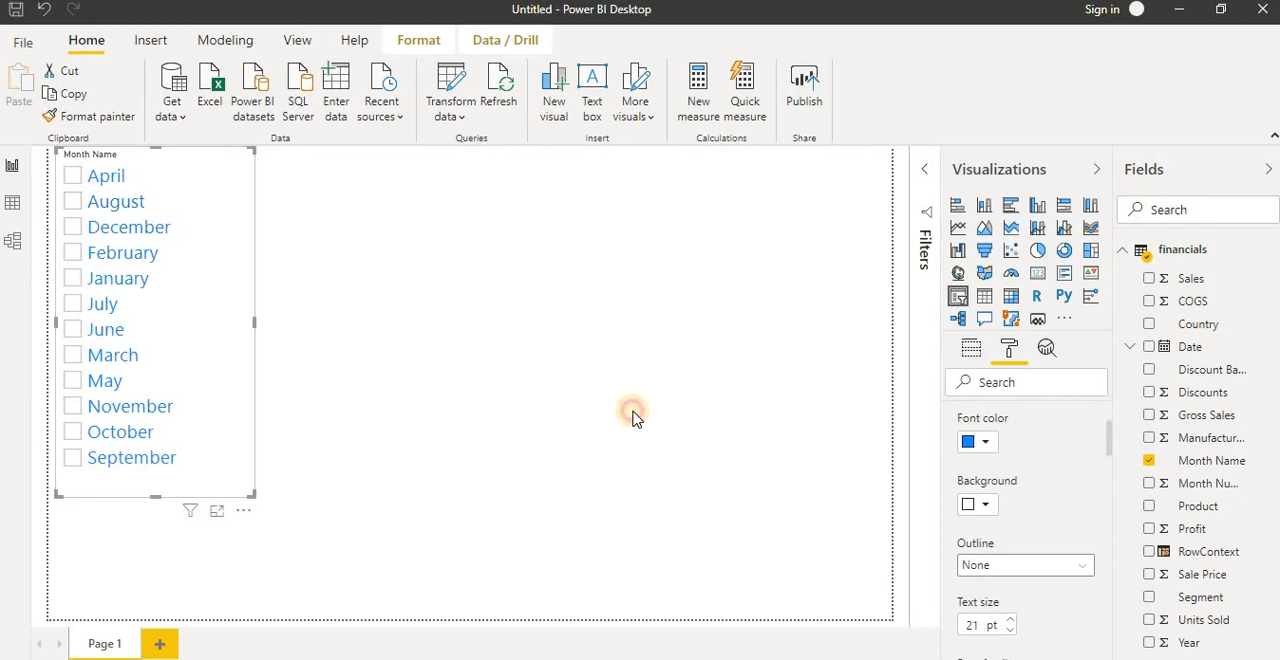 Untitled - Power BI Desktop
Sign in
File
Home
Insert
Modeling
View
Help
Format
Data / Drill
Paste
Cut
Copy
Format painter
Clipboard
Get data
Excel
Power BI datasets
SQL Server
Enter data
Recent sources
Data
Transform data
Refresh
Queries
New visual
A
Text box
More visuals
Insert
New measure
Quick measure
Calculations
Publish
Share
Month Name
April
August
December
February
January
July
June
March
May
November
October
September
Page 1
Filters
Visualizations
R
Py
123
Search
Font color
Background
Outline
None
Text size
21 pt
Fields
Search
financials
Sales
COGS
Country
Date
Discount Ba...
Discounts
Gross Sales
Manufactur...
Month Name
Month Nu...
Product
Profit
RowContext
Sale Price
Segment
Units Sold
Year